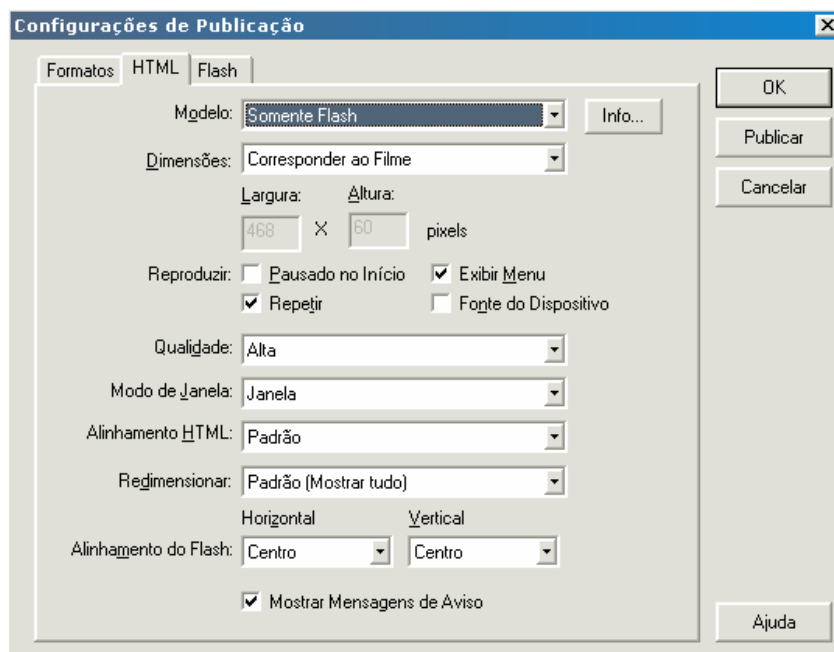 Configurações de Publicação
Formatos HTML Flash
Modelo: Somente Flash Info...
Dimensões: Corresponder ao Filme
Largura: Altura:
468 X 60 pixels
Reproduzir: Pausado no Início Exibir Menu
Repetir Fonte do Dispositivo
Qualidade: Alta
Modo de Janela: Janela
Alinhamento HTML: Padrão
Redimensionar: Padrão (Mostrar tudo)
Horizontal Vertical
Alinhamento do Flash: Centro Centro
Mostrar Mensagens de Aviso
OK
Publicar
Cancelar
Ajuda